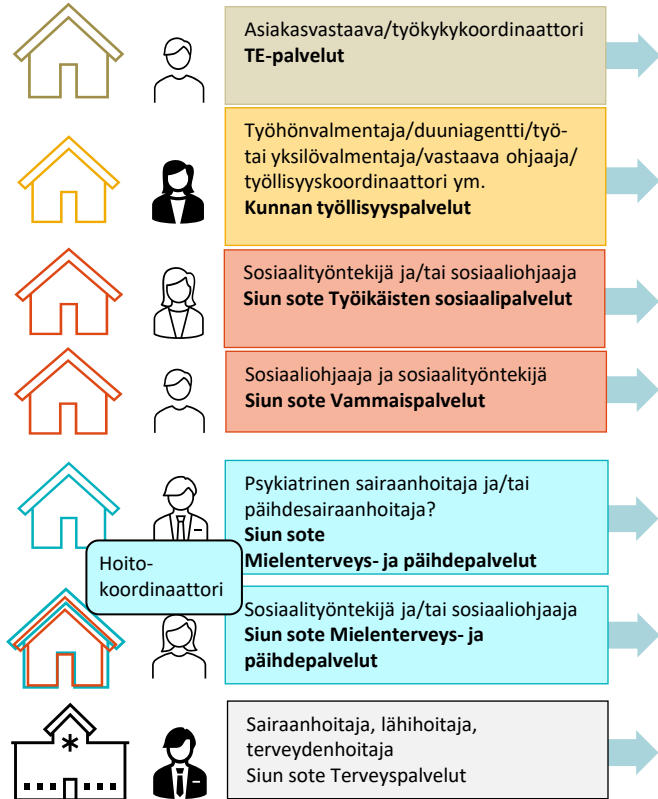 Asiakasvastaava/työkykykoordinaattori
TE-palvelut
Työhönvalmentaja/duuniagentti/työ-
tai yksilövalmentaja/vastaava ohjaaja/
työllisyyskoordinaattori ym.
Kunnan työllisyyspalvelut
Sosiaalityöntekijä ja/tai sosiaaliohjaaja
Siun sote Työikäisten sosiaalipalvelut
Sosiaaliohjaaja ja sosiaalityöntekijä
Siun sote Vammaispalvelut
Psykiatrinen sairaanhoitaja ja/tai
päihdesairaanhoitaja?
Siun sote
Mielenterveys- ja päihdepalvelut
Hoito-
koordinaattori
Sosiaalityöntekijä ja/tai sosiaaliohjaaja
Siun sote Mielenterveys- ja
päihdepalvelut
Sairaanhoitaja, lähihoitaja,
terveydenhoitaja
Siun sote Terveyspalvelut